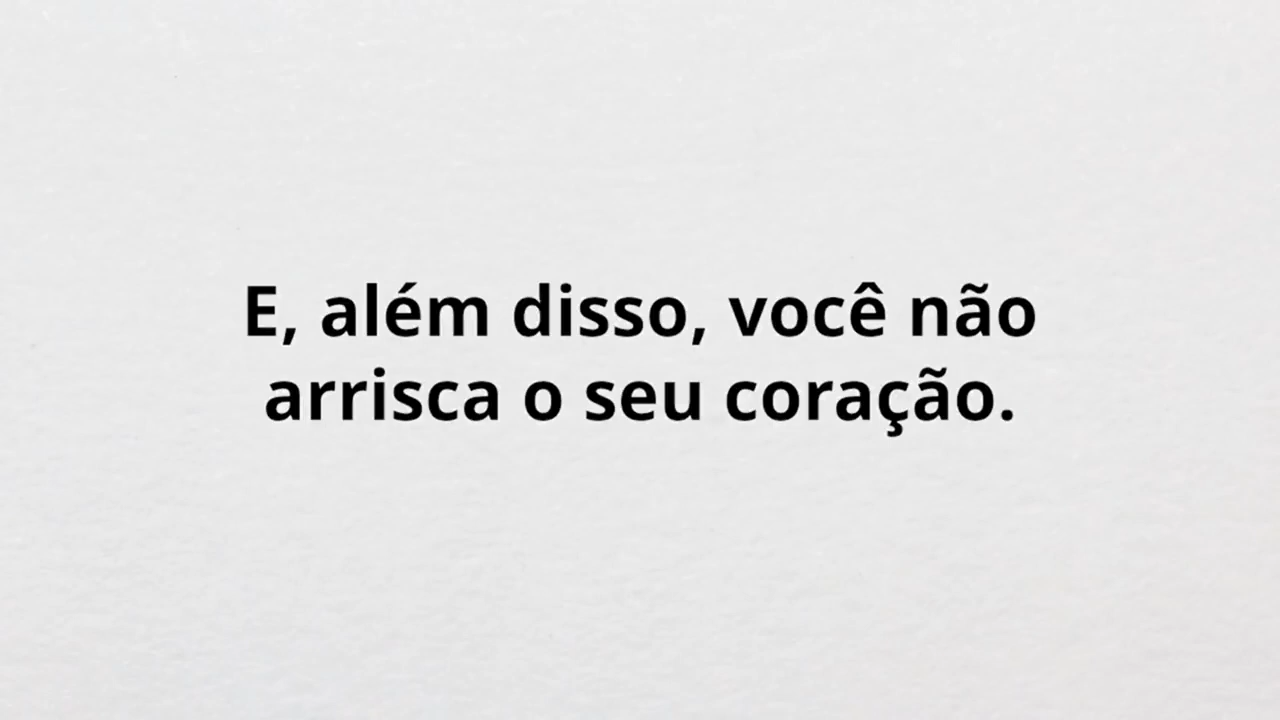 E, além disso, você não
arrisca o seu coração.